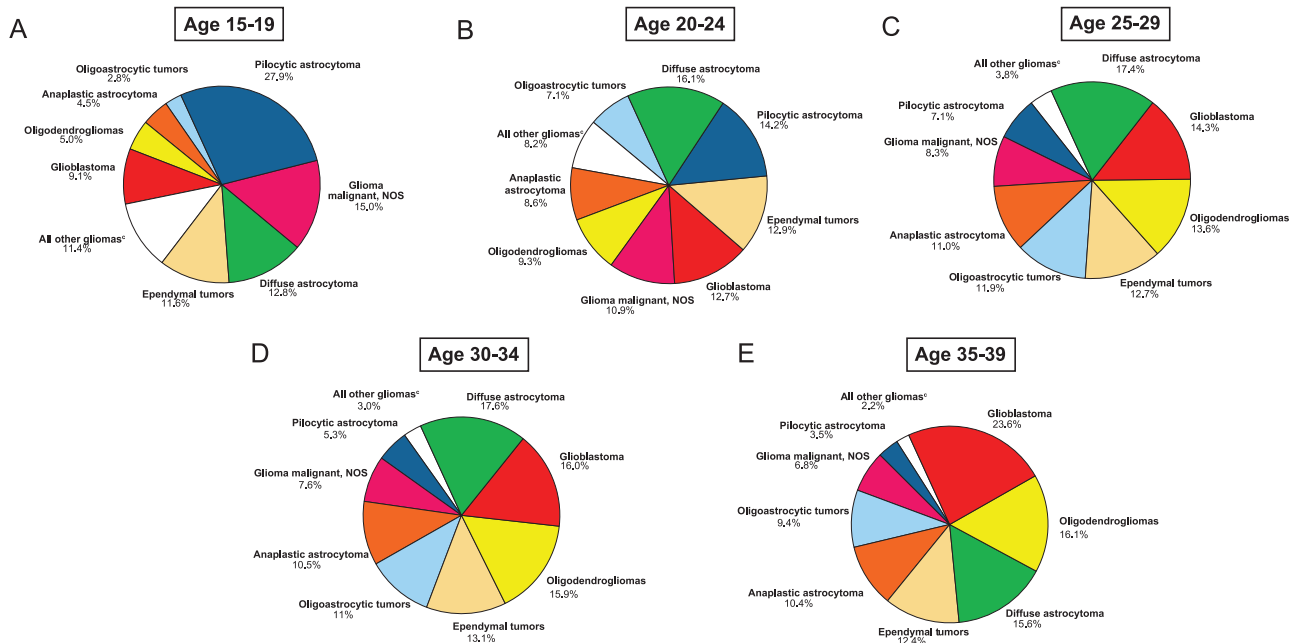 A
Age 15-19
Pilocytic astrocytoma
27.9%
Glioma
malignant, NOS
15.0%
Diffuse astrocytoma
12.8%
Ependymal tumors
11.6%
All other gliomasᶜ
11.4%
Glioblastoma
9.1%
Oligodendrogliomas
5.0%
Anaplastic astrocytoma
4.5%
Oligoastrocytic tumors
2.8%
B
Age 20-24
Diffuse astrocytoma
16.1%
Pilocytic astrocytoma
14.2%
Ependymal tumors
12.9%
Glioblastoma
12.7%
Glioma malignant, NOS
10.9%
Oligodendrogliomas
9.3%
Anaplastic
astrocytoma
8.6%
All other gliomasᶜ
8.2%
Oligoastrocytic tumors
7.1%
C
Age 25-29
Diffuse astrocytoma
17.4%
Glioblastoma
14.3%
Oligodendrogliomas
13.6%
Ependymal tumors
12.7%
Oligoastrocytic tumors
11.9%
Anaplastic astrocytoma
11.0%
Glioma malignant, NOS
8.3%
Pilocytic astrocytoma
7.1%
All other gliomasᶜ
3.8%
D
Age 30-34
Diffuse astrocytoma
17.6%
Glioblastoma
16.0%
Oligodendrogliomas
15.9%
Ependymal tumors
13.1%
Oligoastrocytic tumors
11%
Anaplastic astrocytoma
10.5%
Glioma malignant, NOS
7.6%
Pilocytic astrocytoma
5.3%
All other gliomasᶜ
3.0%
E
Age 35-39
Glioblastoma
23.6%
Oligodendrogliomas
16.1%
Diffuse astrocytoma
15.6%
Ependymal tumors
12.4%
Anaplastic astrocytoma
10.4%
Oligoastrocytic tumors
9.4%
Glioma malignant, NOS
6.8%
Pilocytic astrocytoma
3.5%
All other gliomasᶜ
2.2%